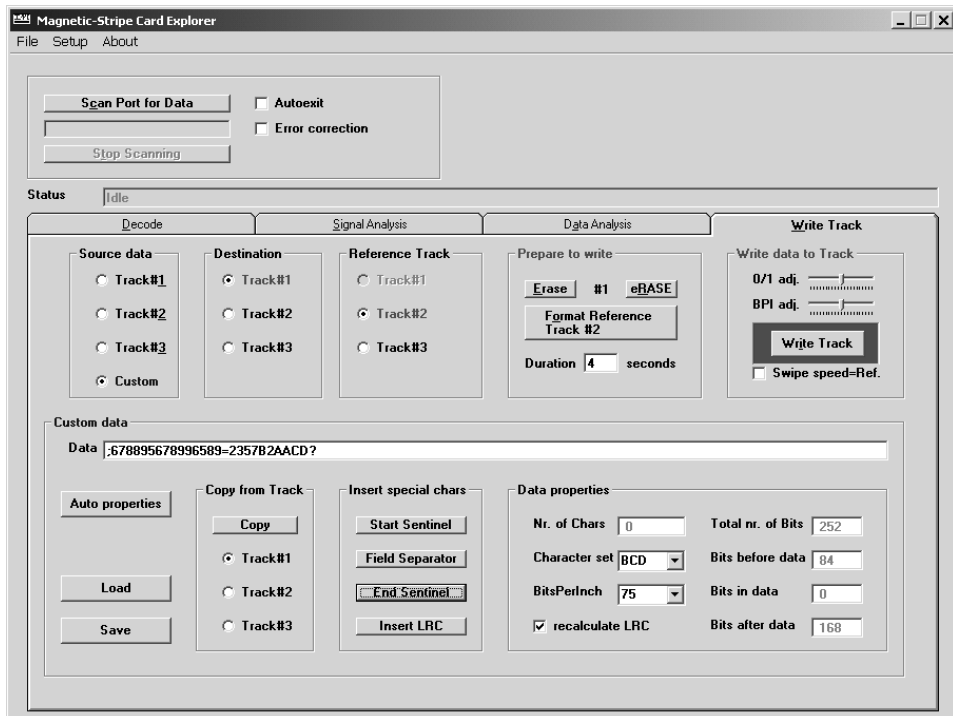 Magnetic-Stripe Card Explorer
File Setup About
Scan Port for Data
Autoexit
Error correction
Stop Scanning
Status Idle
Decode Signal Analysis Data Analysis Write Track
Source data Destination Reference Track Prepare to write Write data to Track
Track#1 Track#1 Track#1 Erase #1 eRASE 0/1 adj.
Track#2 Track#2 Track#2 Format Reference Track #2 BPI adj.
Track#3 Track#3 Track#3 Duration 4 seconds Write Track
Custom Swipe speed=Ref.
Custom data
Data ;678895678996589=2357B2AACD?
Auto properties Copy from Track Insert special chars Data properties
Copy Start Sentinel Nr. of Chars 0 Total nr. of Bits 252
Track#1 Field Separator Character set BCD Bits before data 84
Load Track#2 End Sentinel BitsPerInch 75 Bits in data 0
Save Track#3 Insert LRC recalculate LRC Bits after data 168